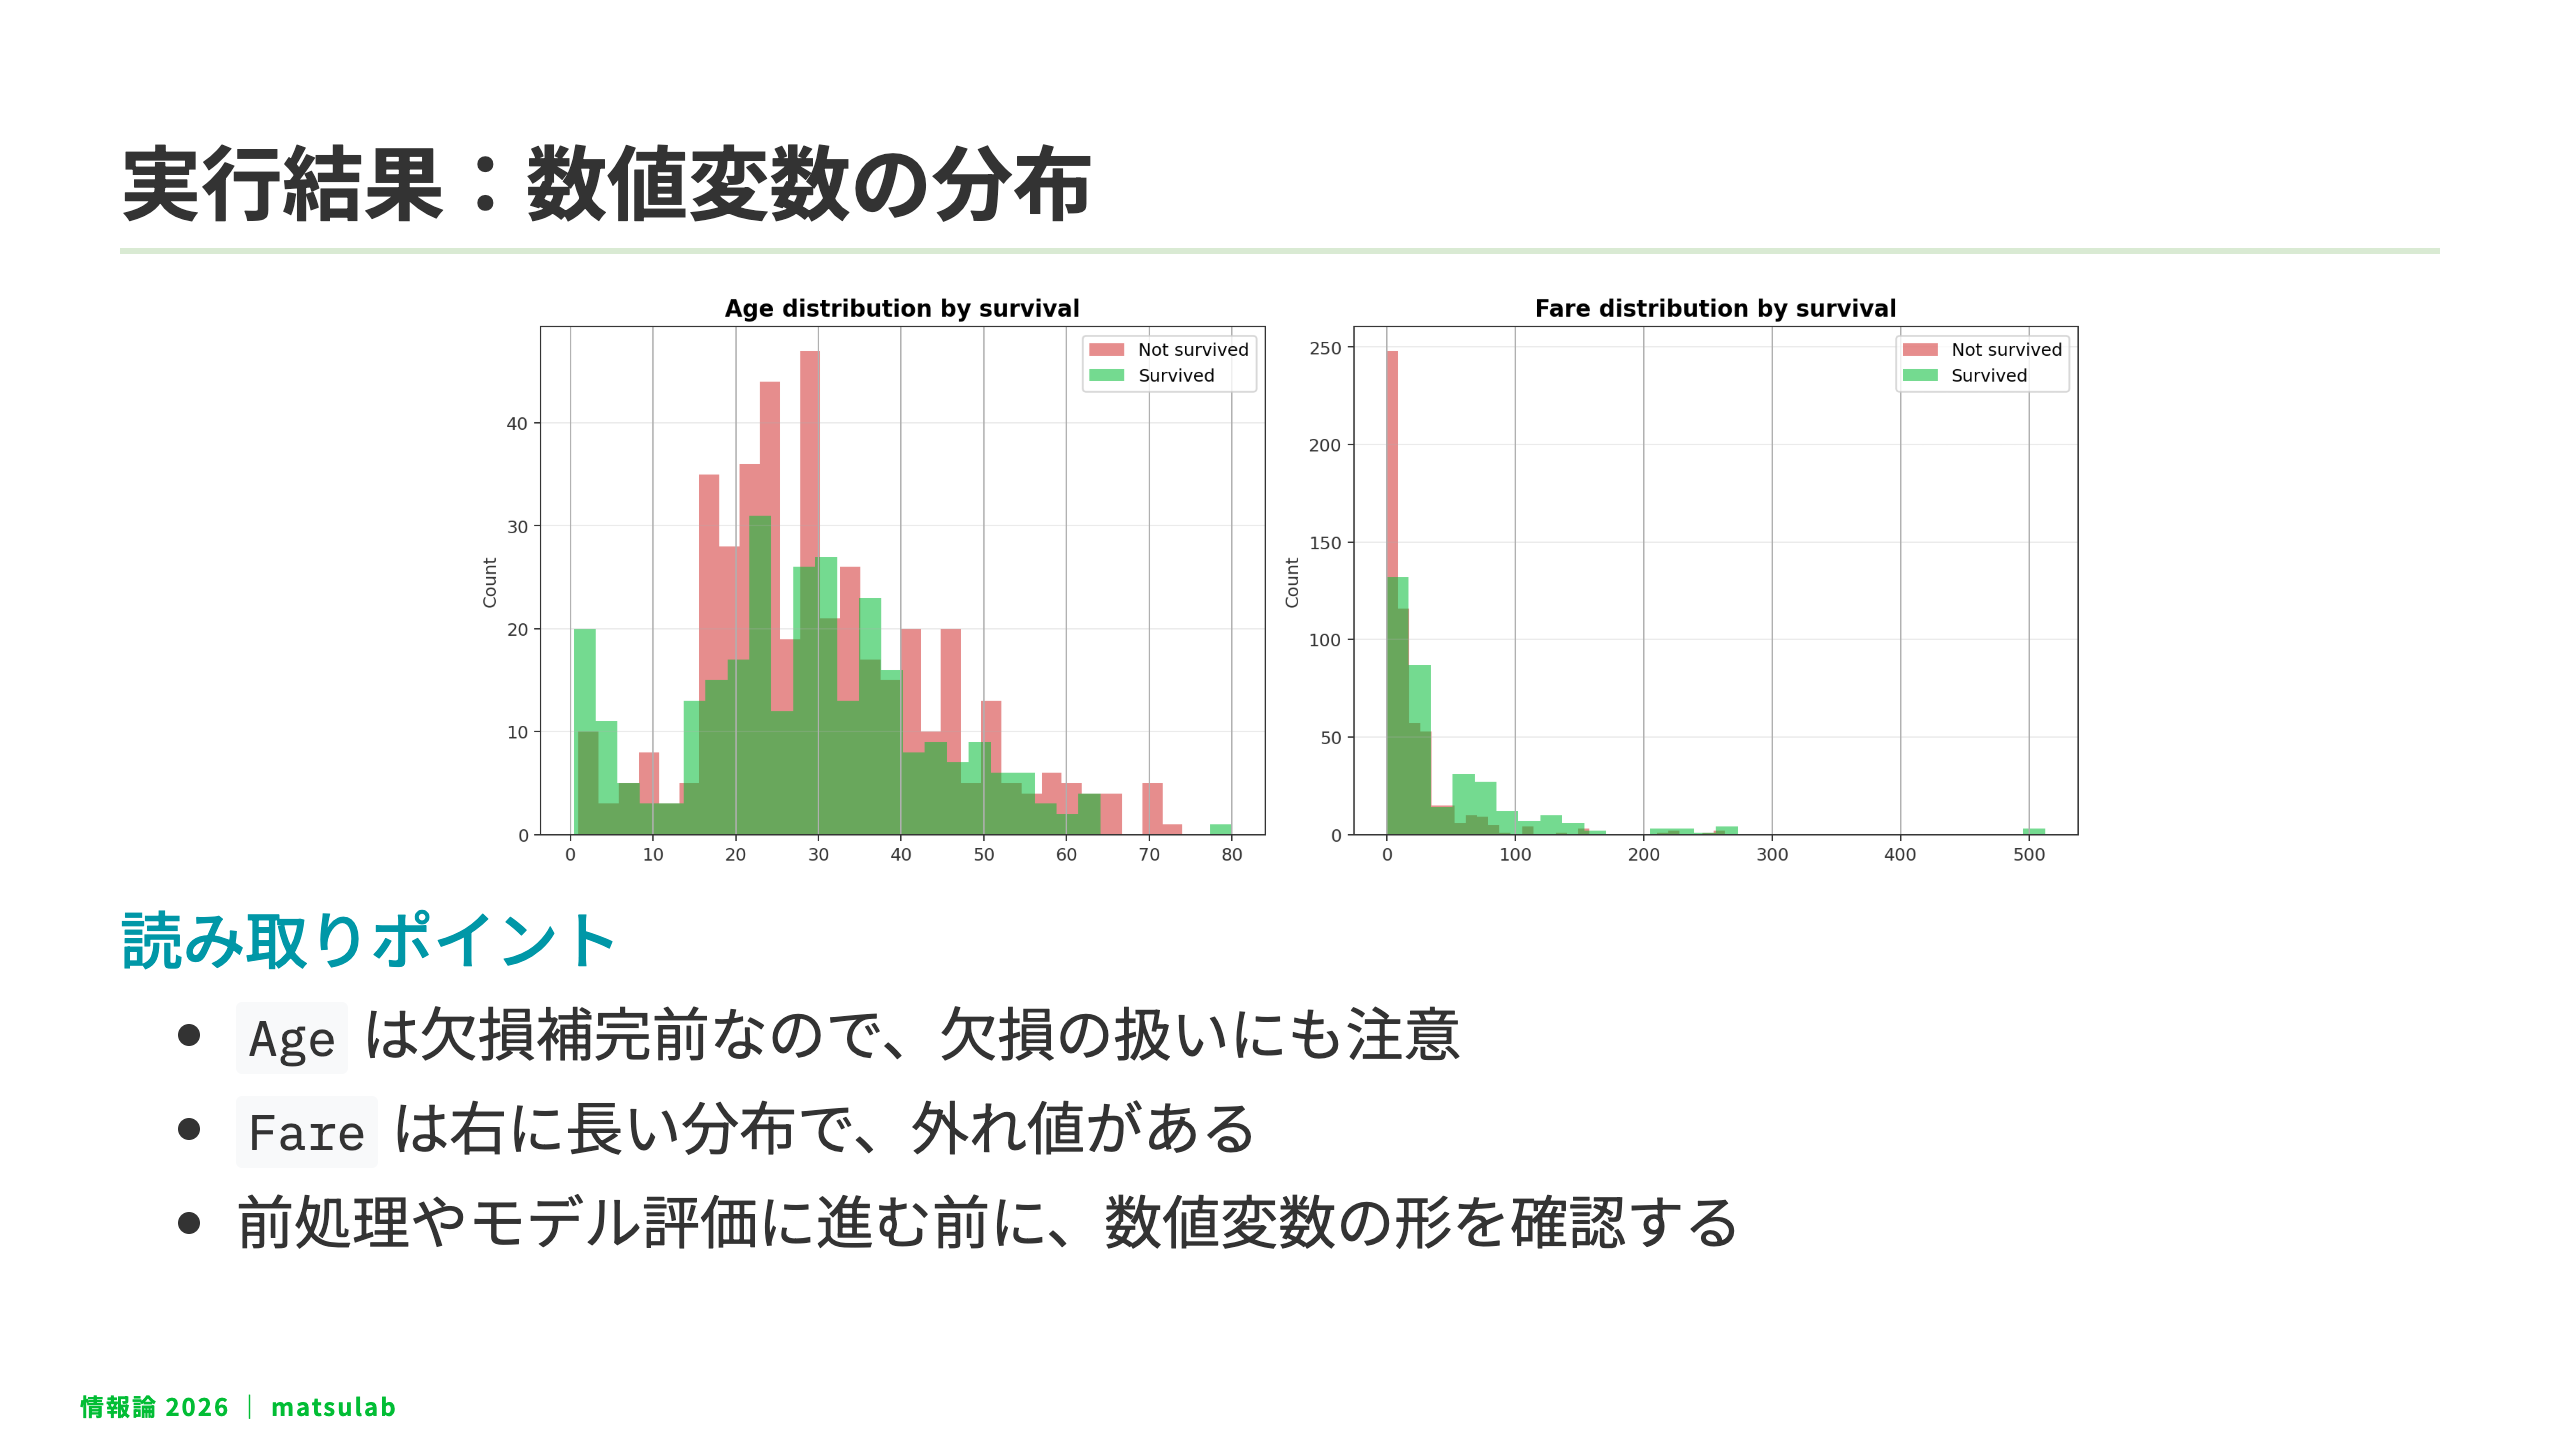 実行結果：数値変数の分布
Age distribution by survival
Not survived
Survived
Count
40
30
20
10
0
0 10 20 30 40 50 60 70 80
Fare distribution by survival
Not survived
Survived
Count
250
200
150
100
50
0
0 100 200 300 400 500
読み取りポイント
Age は欠損補完前なので、欠損の扱いにも注意
Fare は右に長い分布で、外れ値がある
前処理やモデル評価に進む前に、数値変数の形を確認する
情報論 2026 ｜ matsulab